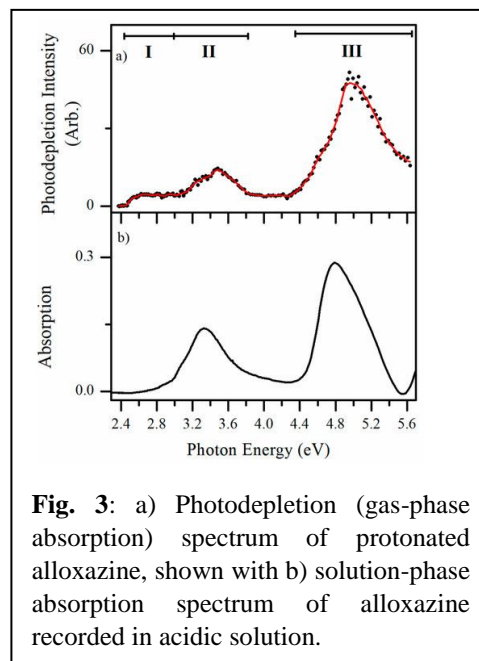 60
I II III
a)
Photodepletion Intensity
(Arb.)
0
b)
0.3
Absorption
0.0
2.4 2.8 3.2 3.6 4.0 4.4 4.8 5.2 5.6
Photon Energy (eV)
Fig. 3: a) Photodepletion (gas-phase
absorption) spectrum of protonated
alloxazine, shown with b) solution-phase
absorption spectrum of alloxazine
recorded in acidic solution.